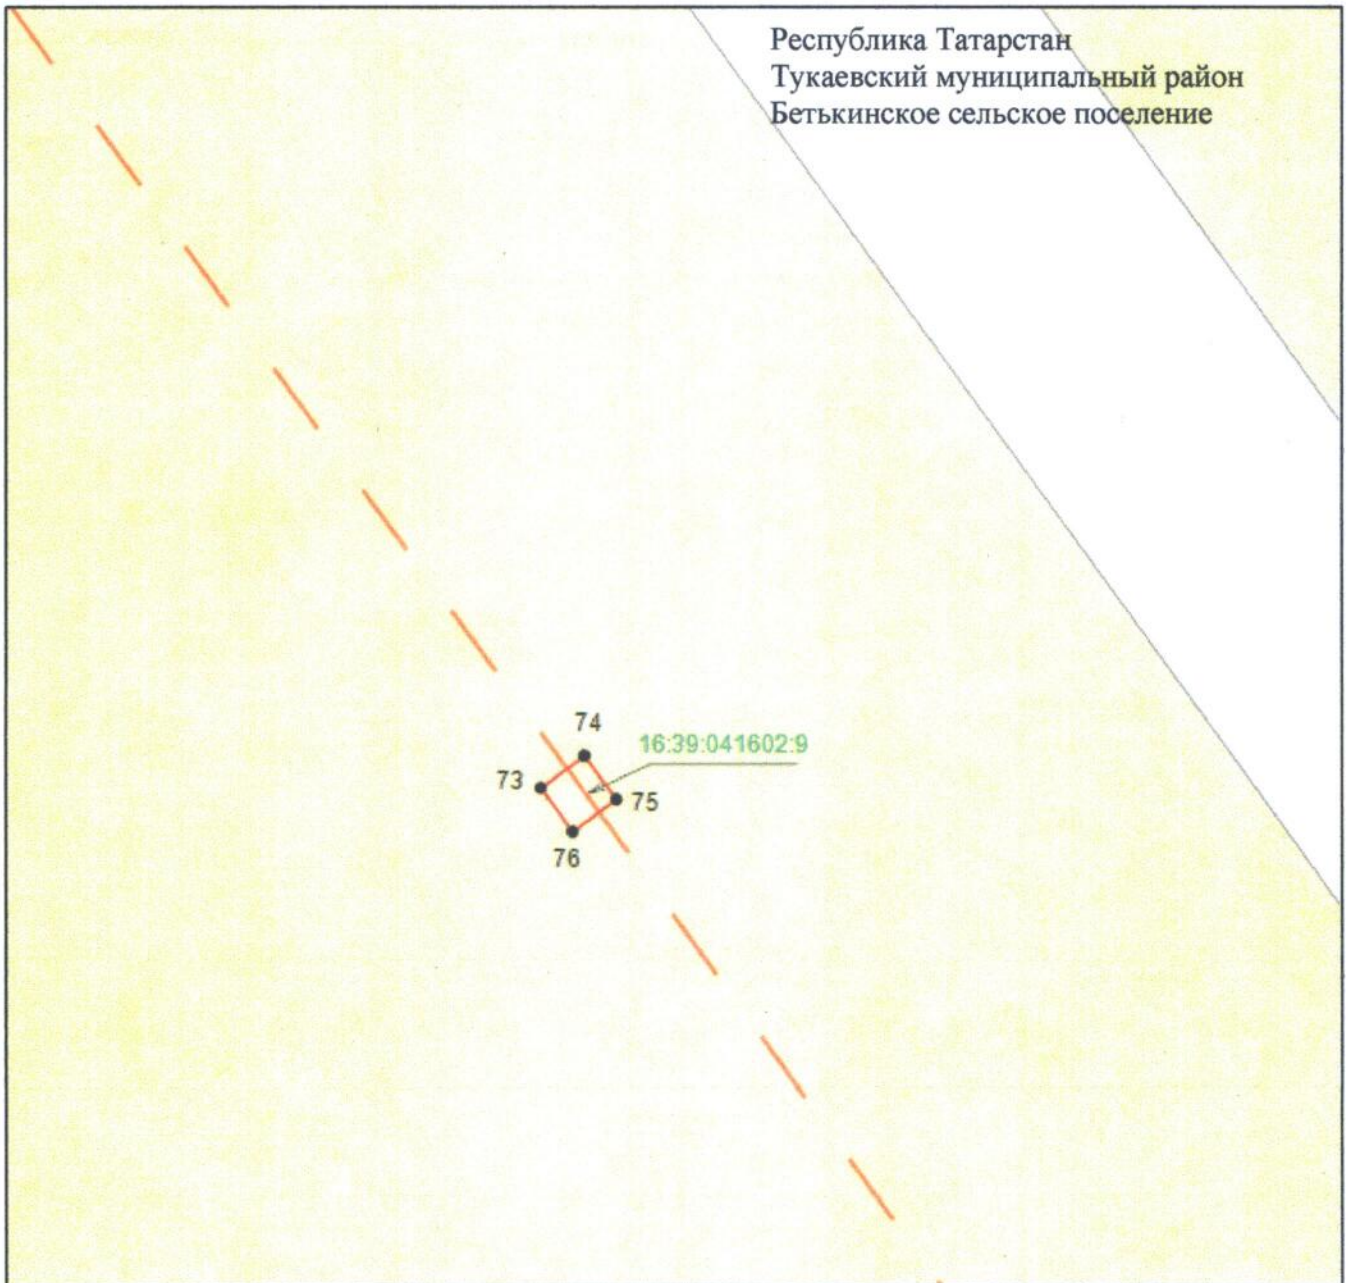 Республика Татарстан
Тукаевский муниципальный район
Бетькинское сельское поселение
74
16:39:041602:9
73
75
76